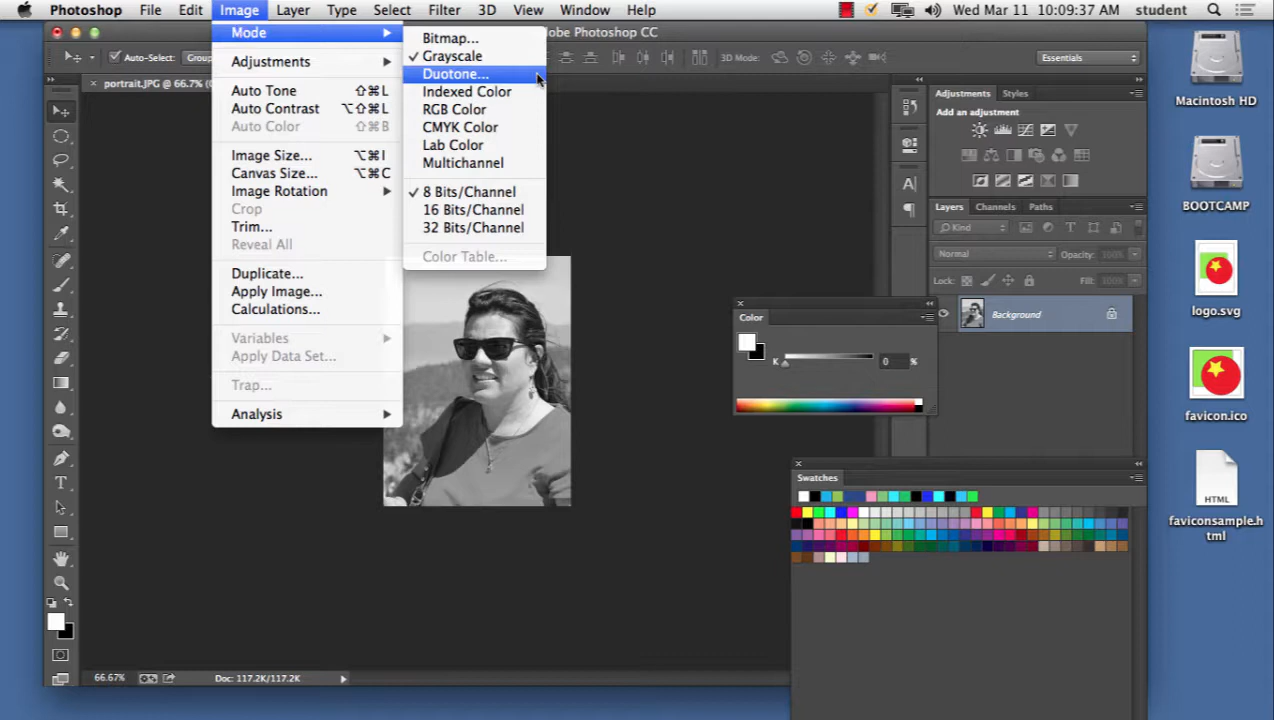 Photoshop File Edit Image Layer Type Select Filter 3D View Window Help Wed Mar 11 10:09:37 AM student
Adobe Photoshop CC
Auto-Select: Group 3D Mode: Essentials
portrait.JPG @ 66.7%
Mode
Adjustments
Auto Tone ⇧⌘L
Auto Contrast ⌥⇧⌘L
Auto Color ⇧⌘B
Image Size... ⌥⌘I
Canvas Size... ⌥⌘C
Image Rotation
Crop
Trim...
Reveal All
Duplicate...
Apply Image...
Calculations...
Variables
Apply Data Set...
Trap...
Analysis
Bitmap...
✓ Grayscale
Duotone...
Indexed Color
RGB Color
CMYK Color
Lab Color
Multichannel
✓ 8 Bits/Channel
16 Bits/Channel
32 Bits/Channel
Color Table...
Adjustments Styles
Add an adjustment
Layers Channels Paths
Kind
Normal Opacity: 100%
Lock: Fill: 100%
Background
Color
K 0 %
Swatches
66.67% Doc: 117.2K/117.2K
Macintosh HD
BOOTCAMP
logo.svg
favicon.ico
HTML
faviconsample.h
tml